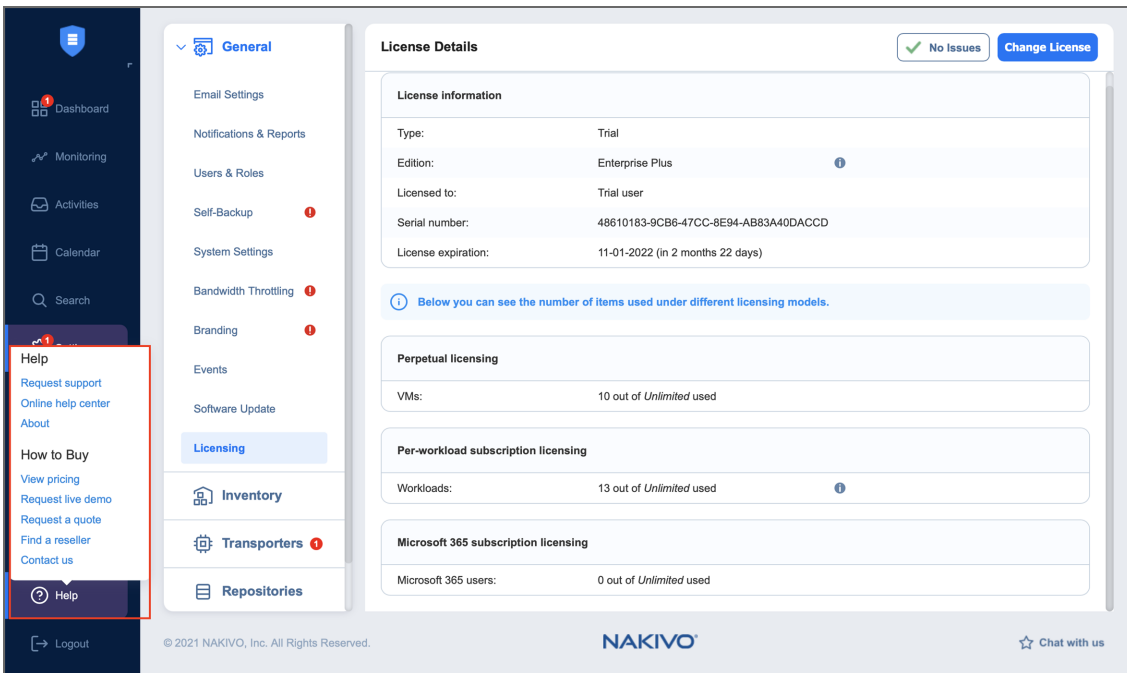 1
Dashboard
Monitoring
Activities
Calendar
Search
1
Help
Request support
Online help center
About
How to Buy
View pricing
Request live demo
Request a quote
Find a reseller
Contact us
Help
Logout
General
Email Settings
Notifications & Reports
Users & Roles
Self-Backup
System Settings
Bandwidth Throttling
Branding
Events
Software Update
Licensing
Inventory
Transporters 1
Repositories
License Details
No Issues
Change License
License information
Type: Trial
Edition: Enterprise Plus
Licensed to: Trial user
Serial number: 48610183-9CB6-47CC-8E94-AB83A40DACCD
License expiration: 11-01-2022 (in 2 months 22 days)
Below you can see the number of items used under different licensing models.
Perpetual licensing
VMs: 10 out of Unlimited used
Per-workload subscription licensing
Workloads: 13 out of Unlimited used
Microsoft 365 subscription licensing
Microsoft 365 users: 0 out of Unlimited used
© 2021 NAKIVO, Inc. All Rights Reserved.
NAKIVO®
Chat with us